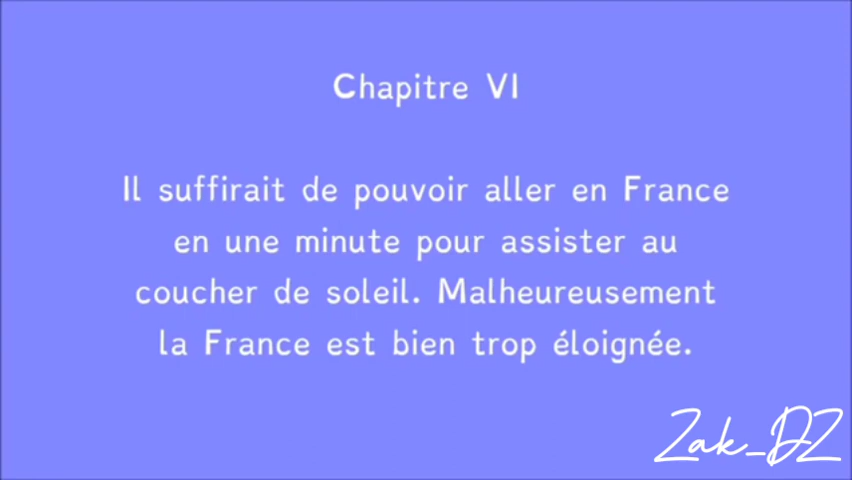 Chapitre VI
Il suffirait de pouvoir aller en France
en une minute pour assister au
coucher de soleil. Malheureusement
la France est bien trop éloignée.
Zak_DZ